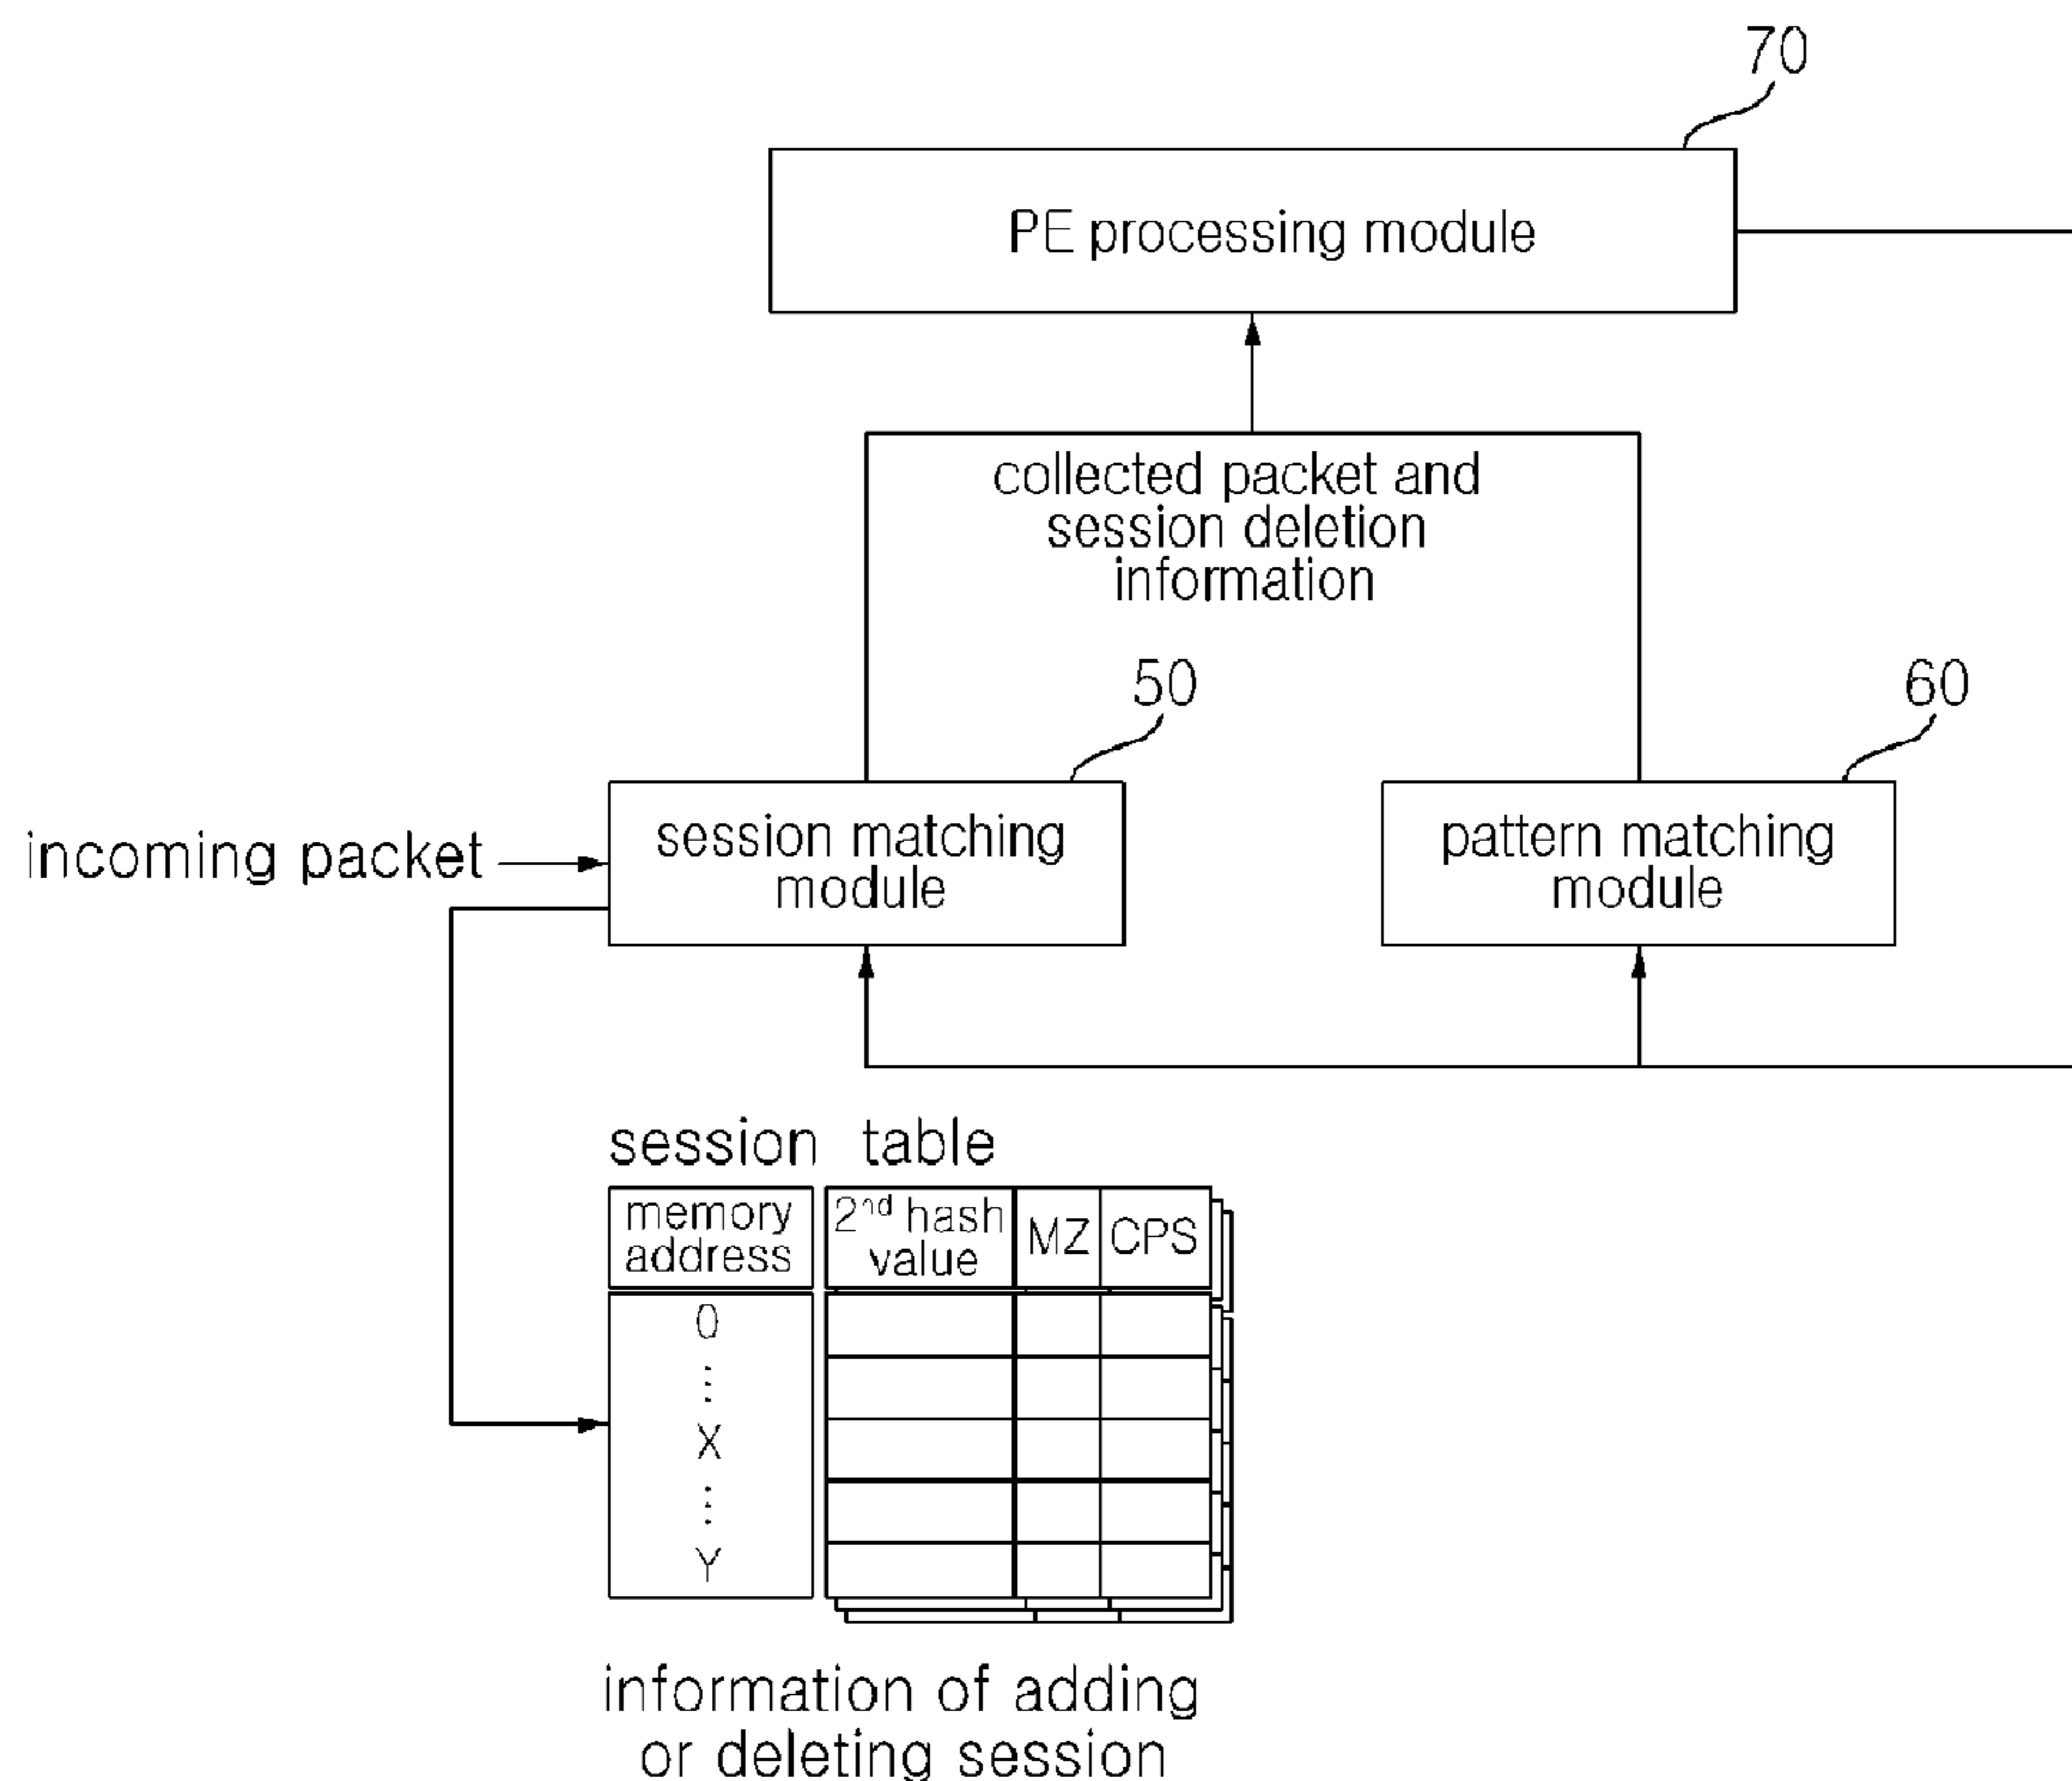 70
PE processing module
collected packet and
session deletion
information
50
60
incoming packet
session matching
module
pattern matching
module
session table
memory
address
2nd hash
value
MZ
CPS
0
⋮
X
⋮
Y
information of adding
or deleting session